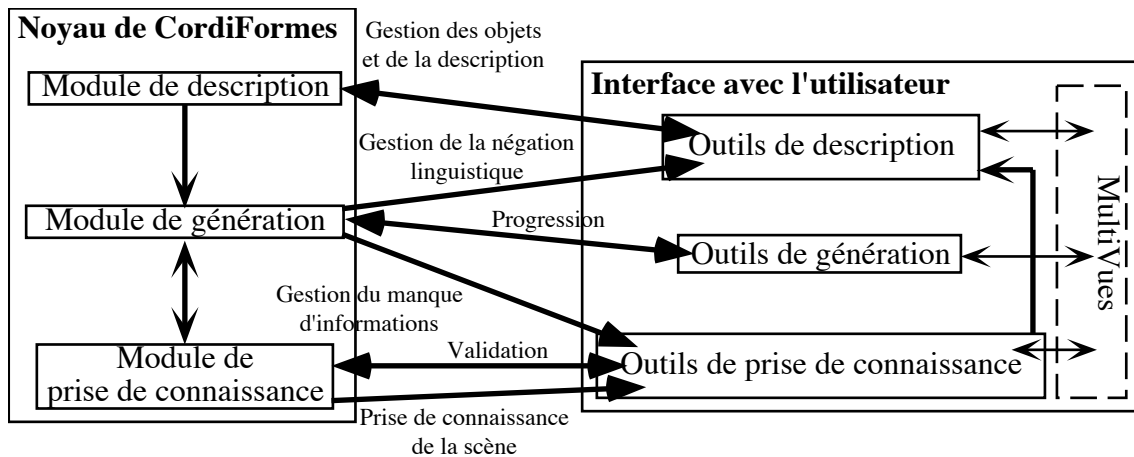 Noyau de CordiFormes
Module de description
Module de génération
Module de
prise de connaissance
Gestion des objets
et de la description
Gestion de la négation
linguistique
Progression
Gestion du manque
d'informations
Validation
Prise de connaissance
de la scène
Interface avec l'utilisateur
Outils de description
Outils de génération
Outils de prise de connaissance
MultiVues